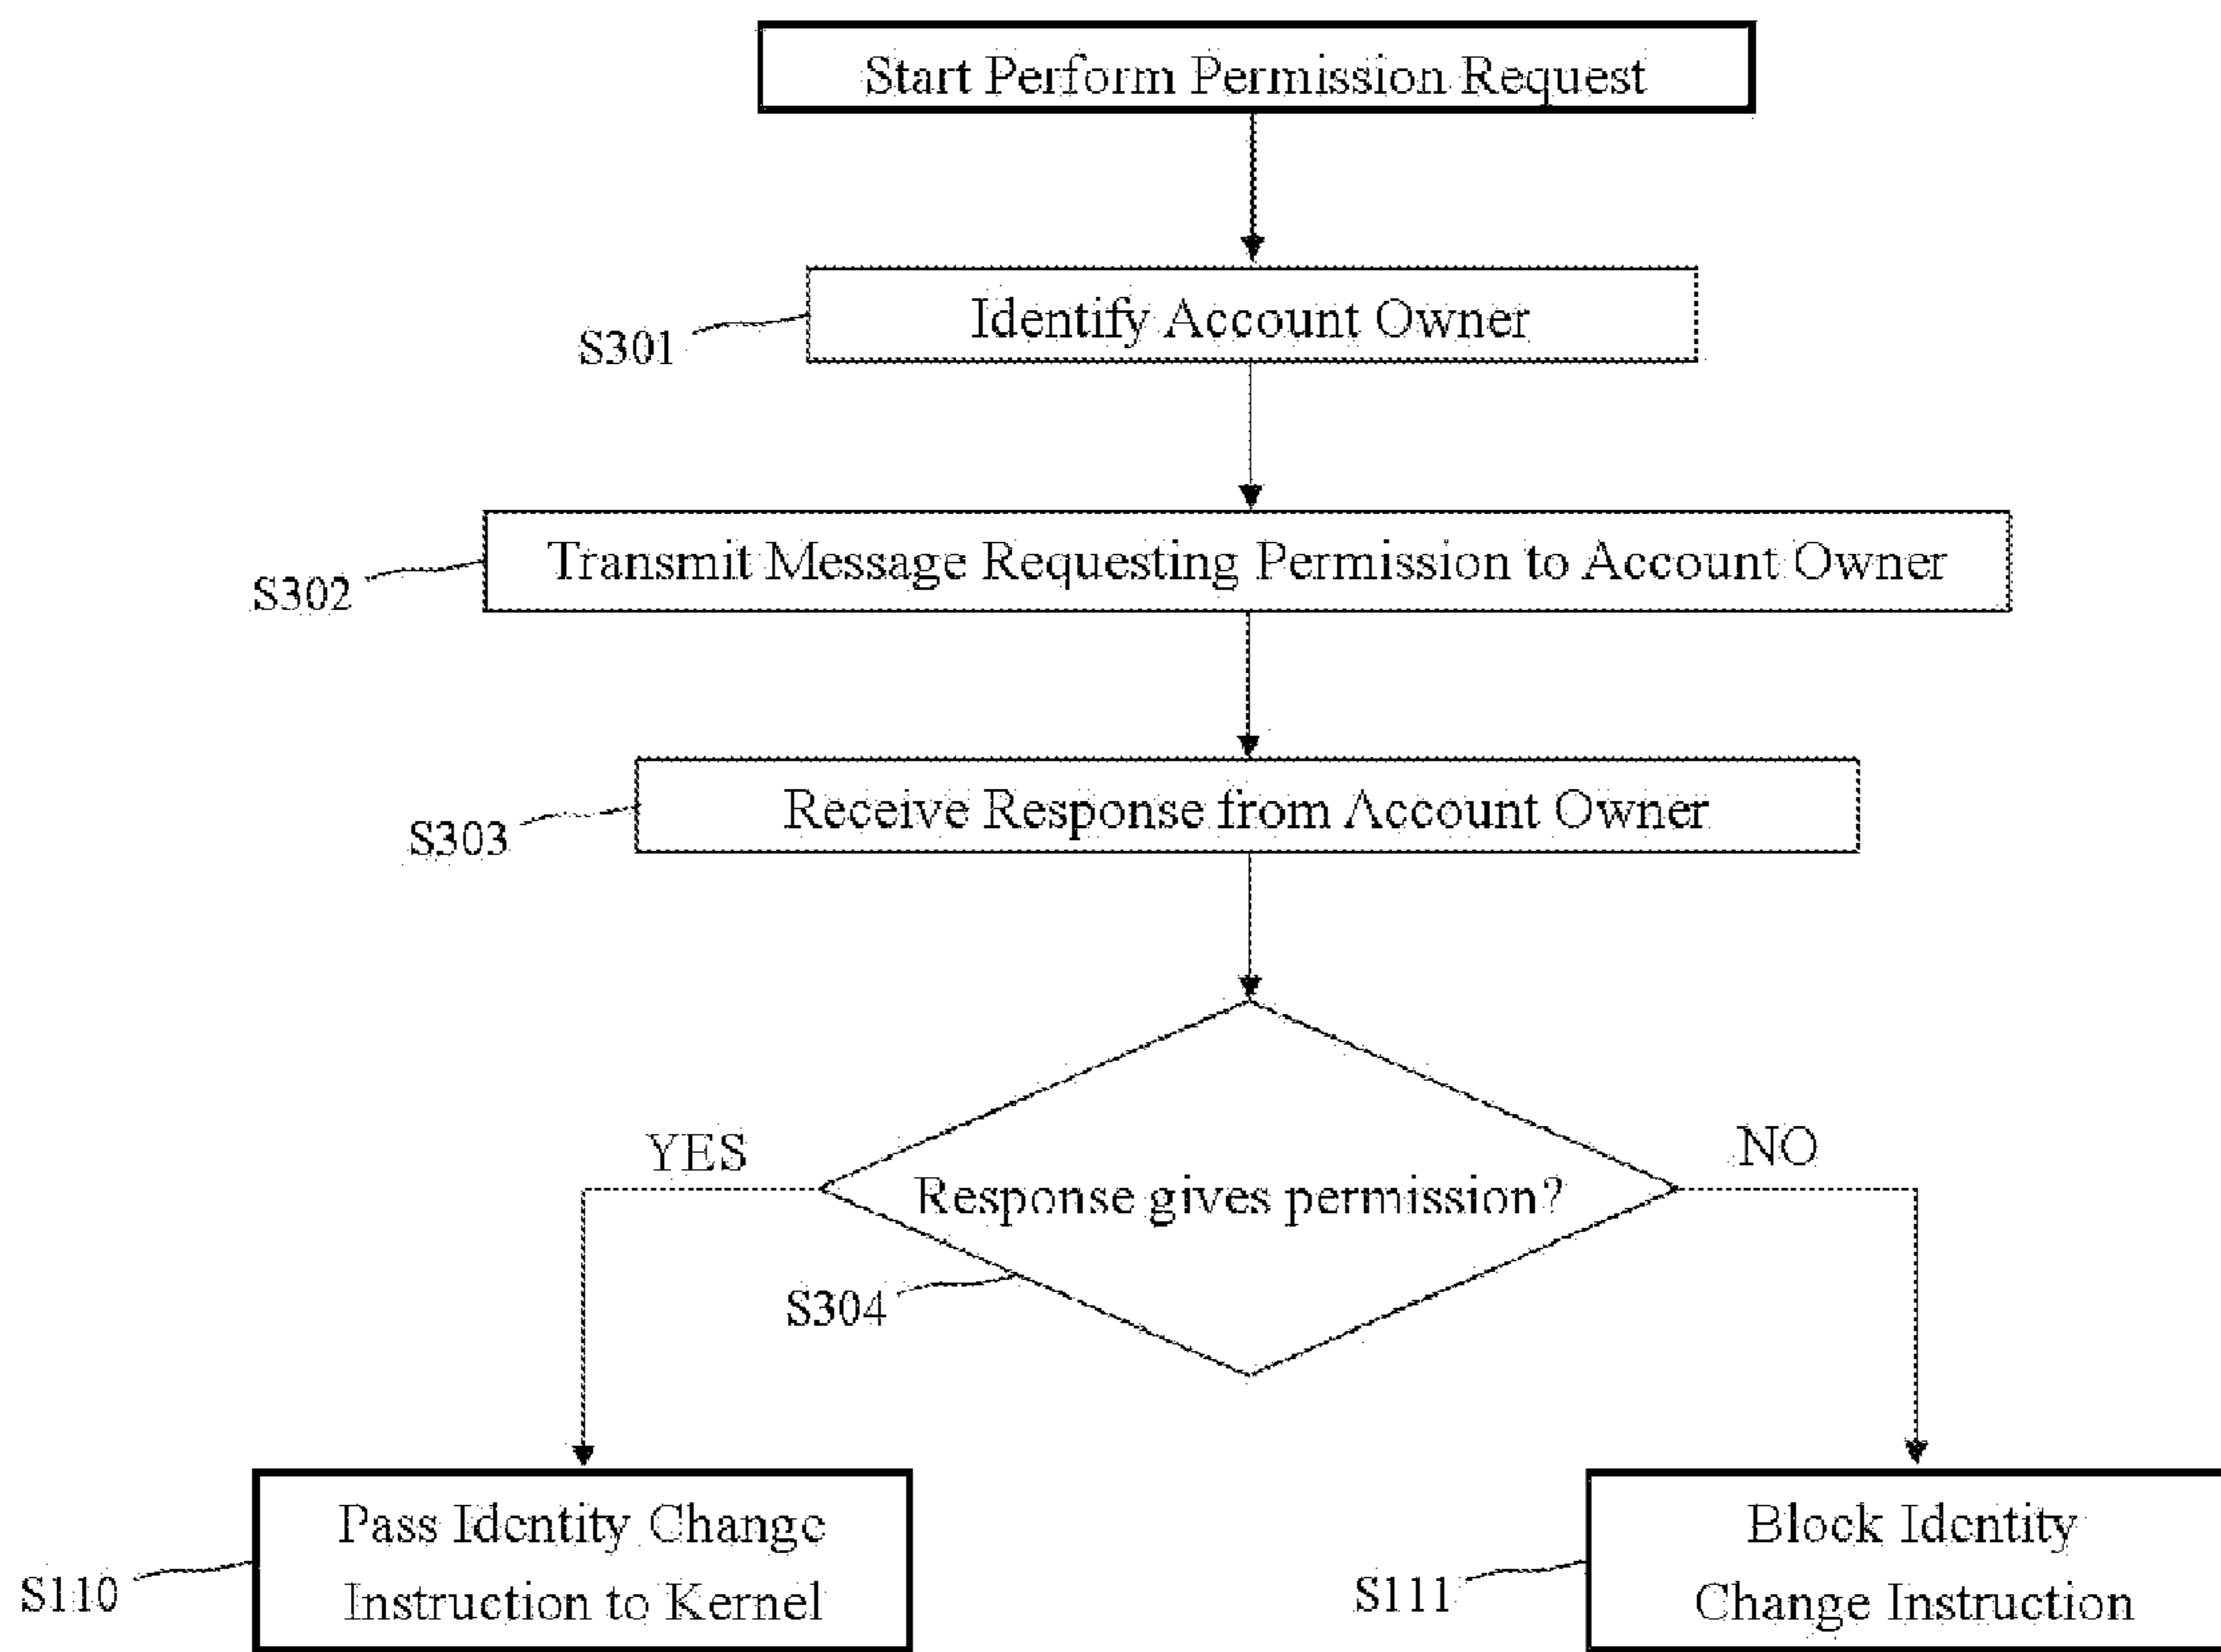 Start Perform Permission Request
Identify Account Owner
S301
Transmit Message Requesting Permission to Account Owner
S302
Receive Response from Account Owner
S303
YES
NO
Response gives permission?
S304
Pass Identity Change
Instruction to Kernel
S110
Block Identity
Change Instruction
S111